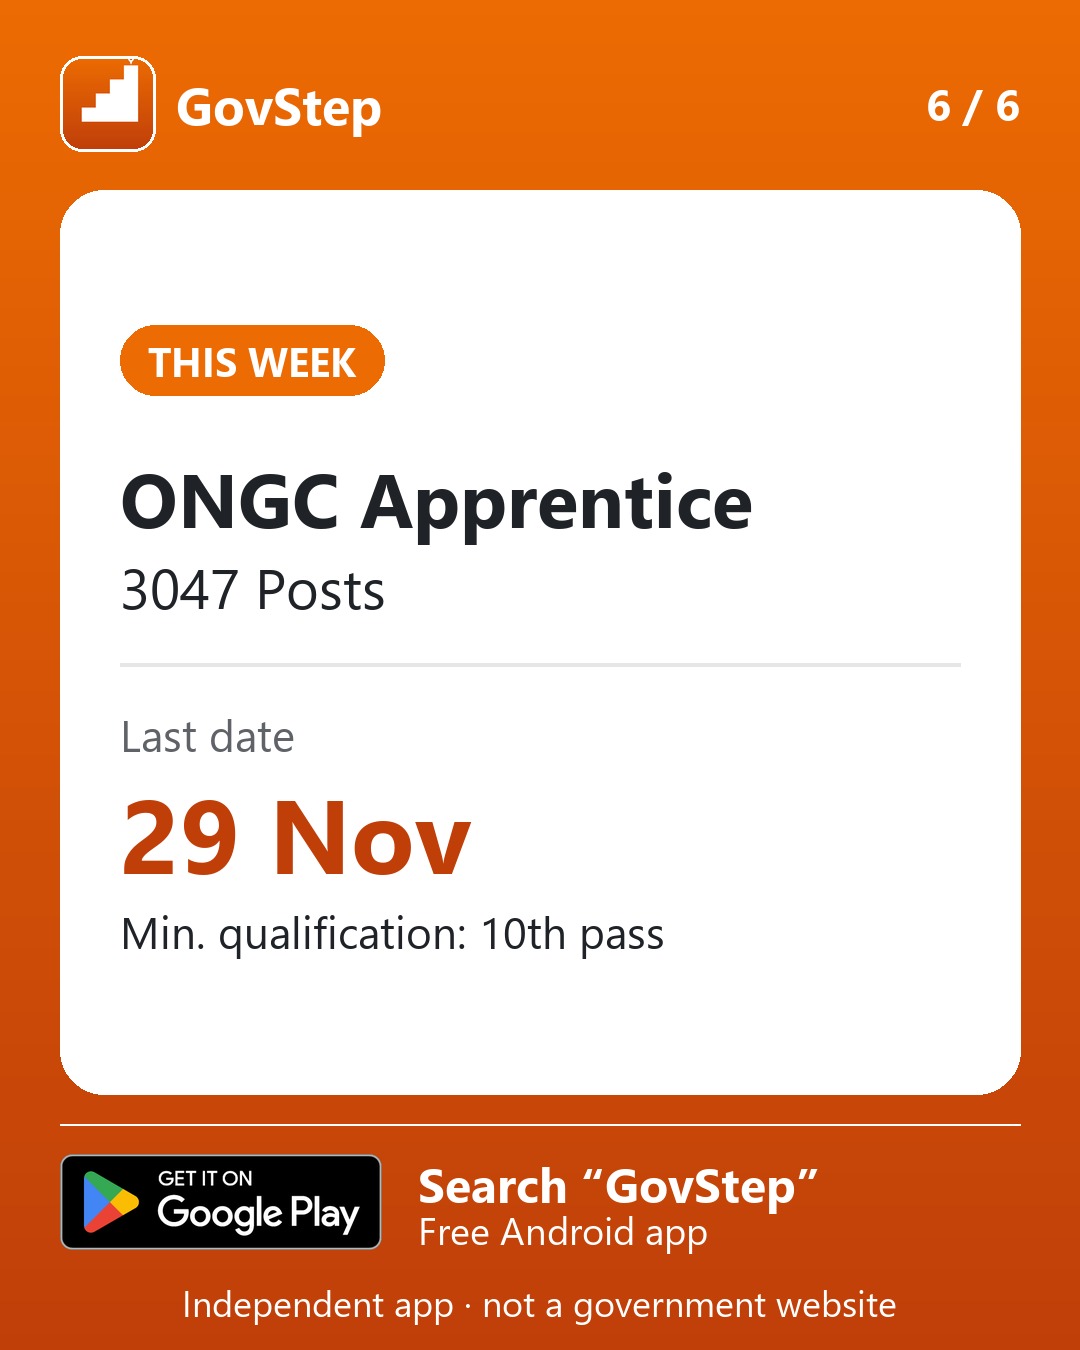 GovStep
6 / 6
THIS WEEK
ONGC Apprentice
3047 Posts
Last date
29 Nov
Min. qualification: 10th pass
GET IT ON
Google Play
Search “GovStep”
Free Android app
Independent app · not a government website